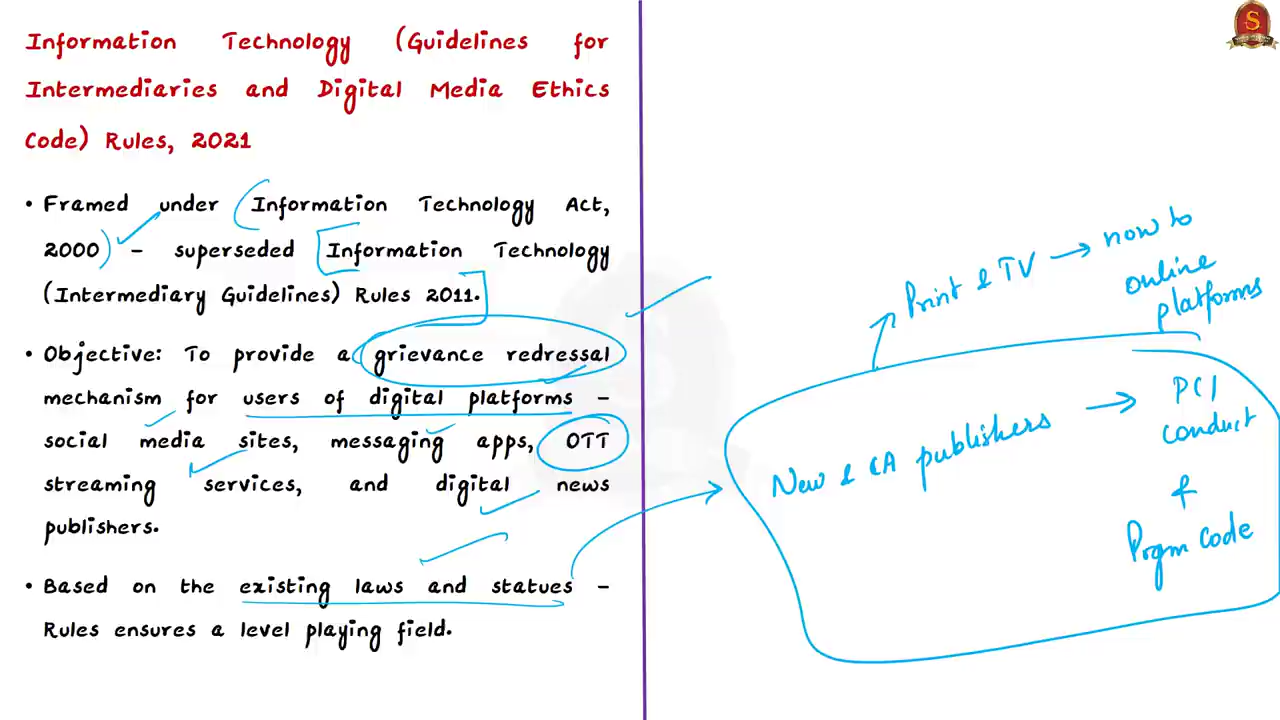 Information Technology (Guidelines for
Intermediaries and Digital Media Ethics
Code) Rules, 2021
• Framed under Information Technology Act,
2000 - superseded Information Technology
(Intermediary Guidelines) Rules 2011.
• Objective: To provide a grievance redressal
mechanism for users of digital platforms -
social media sites, messaging apps, OTT
streaming services, and digital news
publishers.
• Based on the existing laws and statues -
Rules ensures a level playing field.
S
Print & TV → now to
online
platforms
New & CA publishers → PCI
conduct
&
Prgm Code